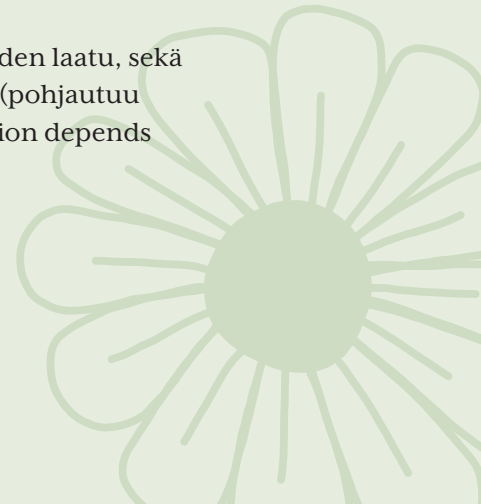 den laatu, sekä
(pohjautuu
ion depends